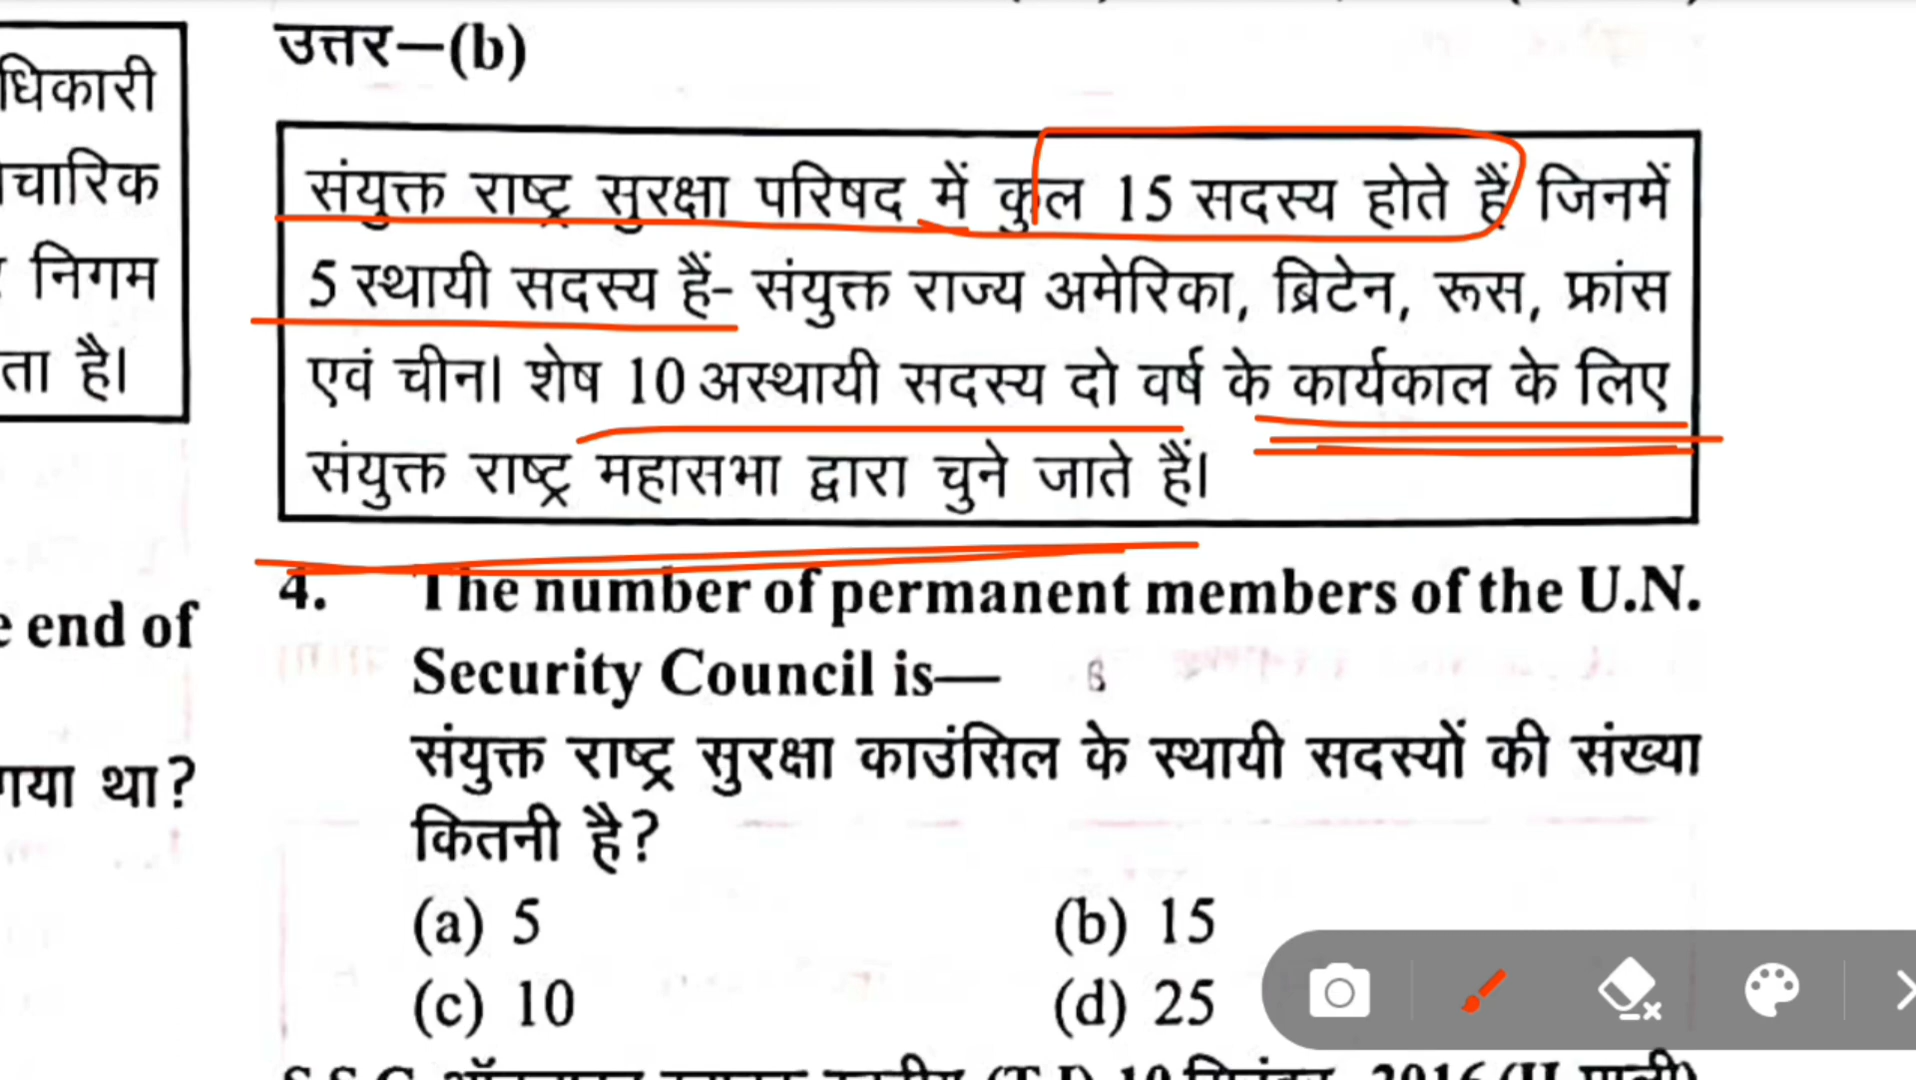 धिकारी
चारिक
निगम
ता है।
e end of
गया था?
उत्तर–(b)
संयुक्त राष्ट्र सुरक्षा परिषद में कुल 15 सदस्य होते हैं जिनमें
5 स्थायी सदस्य हैं- संयुक्त राज्य अमेरिका, ब्रिटेन, रूस, फ्रांस
एवं चीन। शेष 10 अस्थायी सदस्य दो वर्ष के कार्यकाल के लिए
संयुक्त राष्ट्र महासभा द्वारा चुने जाते हैं।
4. The number of permanent members of the U.N.
Security Council is—
संयुक्त राष्ट्र सुरक्षा काउंसिल के स्थायी सदस्यों की संख्या
कितनी है?
(a) 5 (b) 15
(c) 10 (d) 25